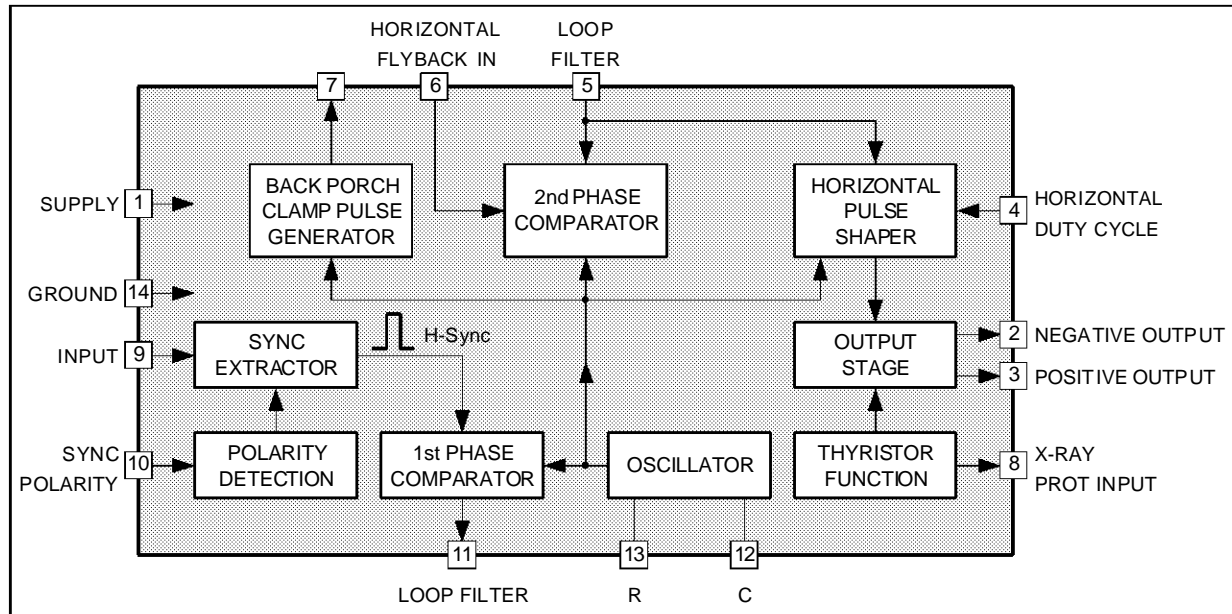 HORIZONTAL
FLYBACK IN
LOOP
FILTER
7
6
5
BACK PORCH
CLAMP PULSE
GENERATOR
2nd PHASE
COMPARATOR
HORIZONTAL
PULSE
SHAPER
SUPPLY
1
4
HORIZONTAL
DUTY CYCLE
GROUND
14
INPUT
9
SYNC
EXTRACTOR
H-Sync
OUTPUT
STAGE
2
NEGATIVE OUTPUT
3
POSITIVE OUTPUT
SYNC
POLARITY
10
POLARITY
DETECTION
1st PHASE
COMPARATOR
OSCILLATOR
THYRISTOR
FUNCTION
8
X-RAY
PROT INPUT
11
13
12
LOOP FILTER
R
C